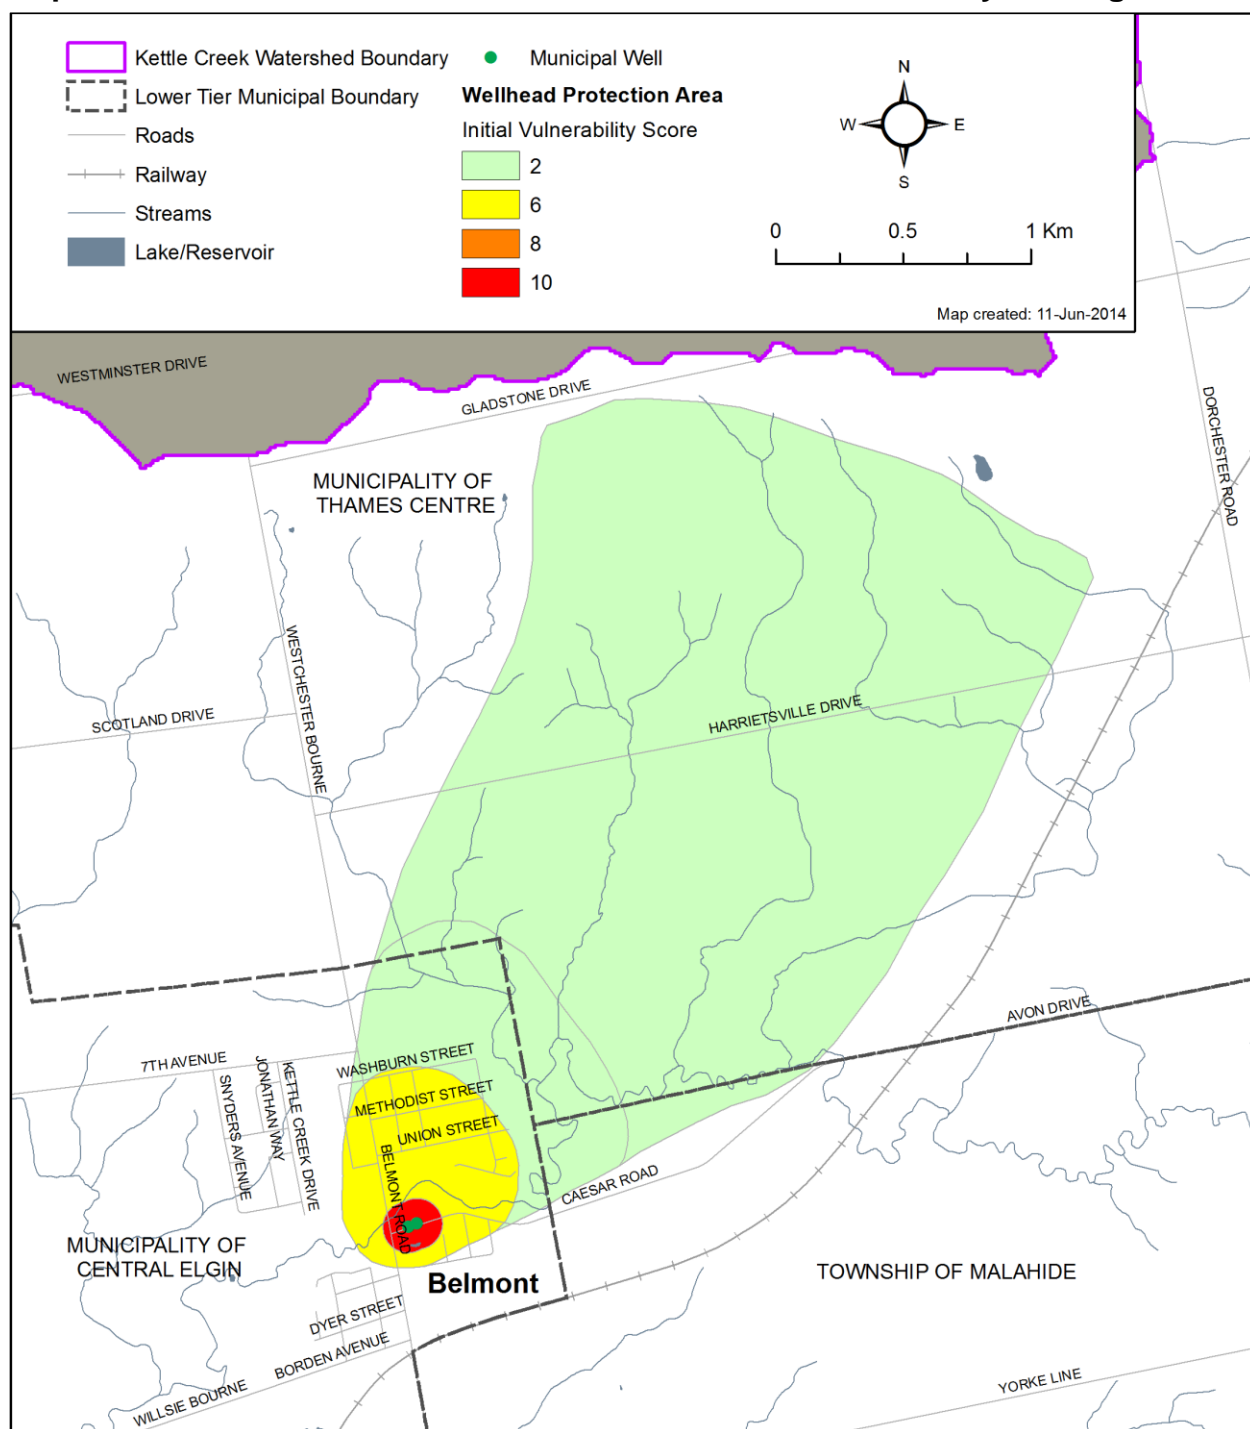 Kettle Creek Watershed Boundary
Lower Tier Municipal Boundary
Roads
Railway
Streams
Lake/Reservoir
Municipal Well
Wellhead Protection Area
Initial Vulnerability Score
2
6
8
10
N
W E
S
0 0.5 1 Km
Map created: 11-Jun-2014
WESTMINSTER DRIVE
GLADSTONE DRIVE
DORCHESTER ROAD
MUNICIPALITY OF
THAMES CENTRE
WESTCHESTER BOURNE
SCOTLAND DRIVE
HARRIETSVILLE DRIVE
AVON DRIVE
7TH AVENUE
WASHBURN STREET
SNYDERS AVENUE
JONATHAN WAY
KETTLE CREEK DRIVE
METHODIST STREET
UNION STREET
BELMONT ROAD
CAESAR ROAD
MUNICIPALITY OF
CENTRAL ELGIN
Belmont
TOWNSHIP OF MALAHIDE
DYER STREET
BORDEN AVENUE
WILLSIE BOURNE
YORKE LINE